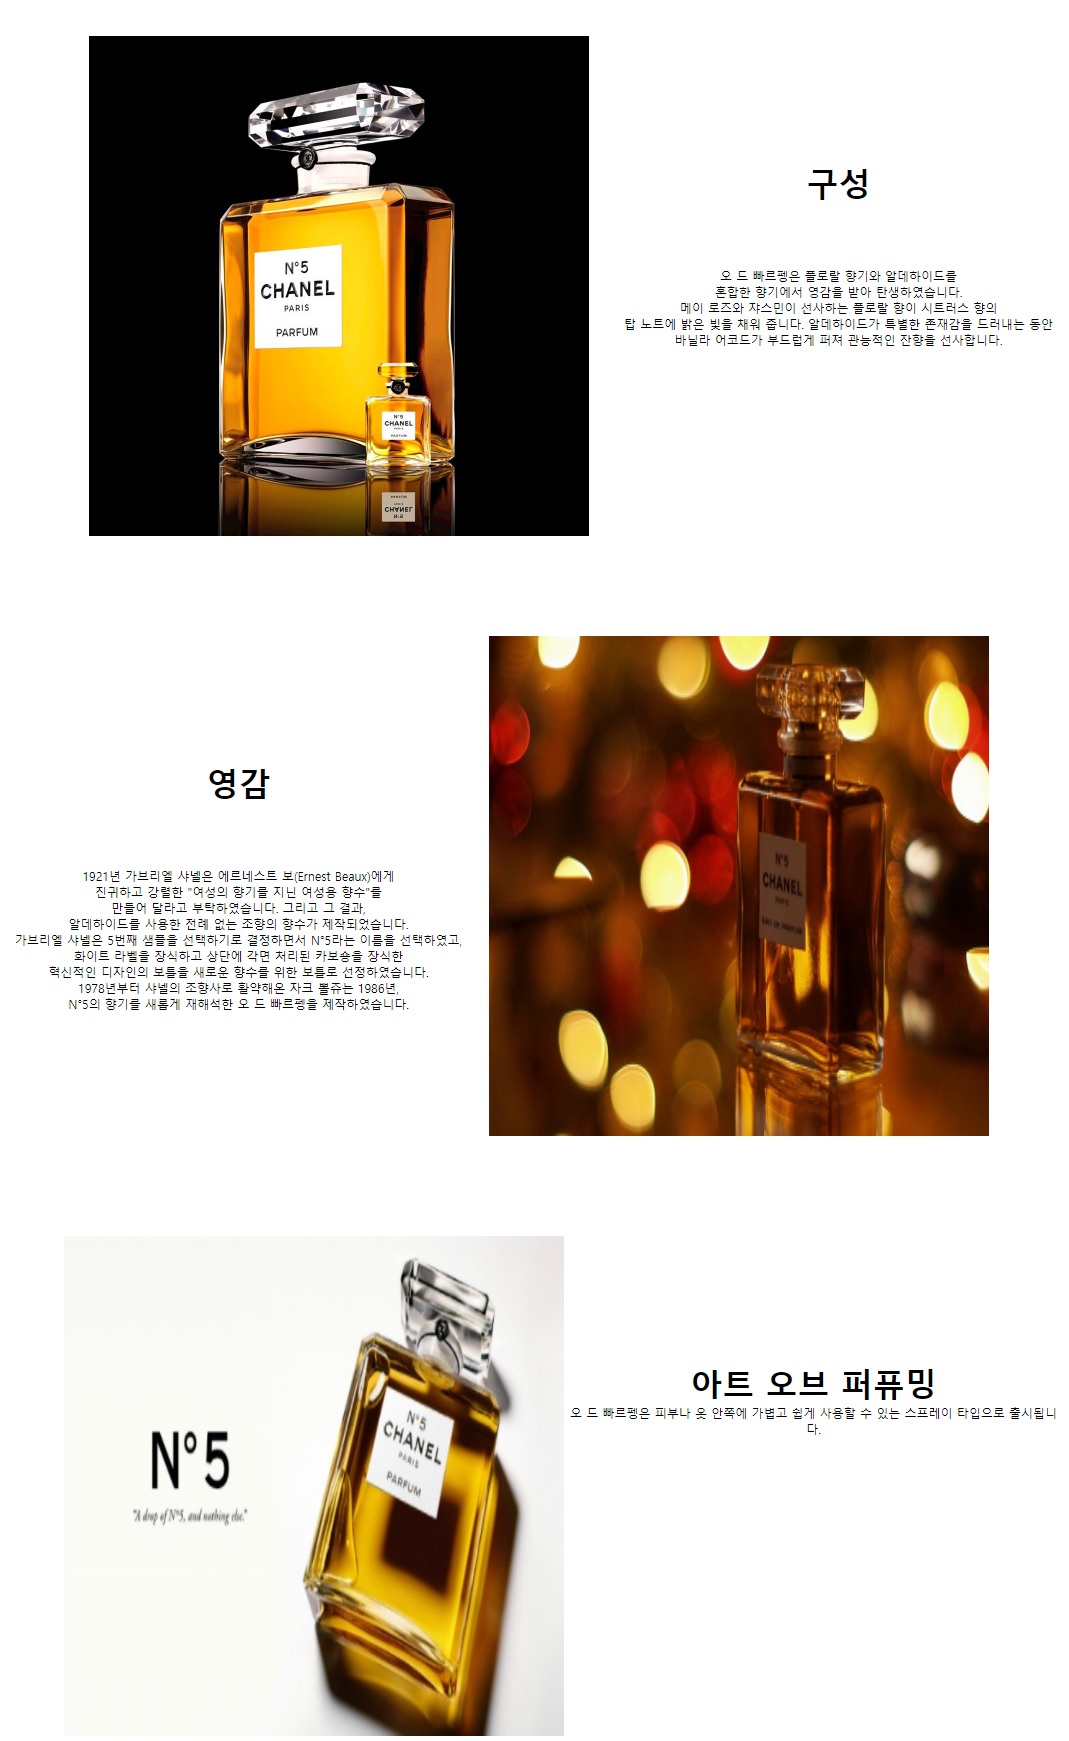 N°5
CHANEL
PARIS
PARFUM
N°5
CHANEL
PARIS
PARFUM
구성
오 드 빠르펭은 플로랄 향기와 알데하이드를
혼합한 향기에서 영감을 받아 탄생하였습니다.
메이 로즈와 쟈스민이 선사하는 플로랄 향이 시트러스 향의
탑 노트에 밝은 빛을 채워 줍니다. 알데하이드가 특별한 존재감을 드러내는 동안
바닐라 어코드가 부드럽게 퍼져 관능적인 잔향을 선사합니다.
영감
1921년 가브리엘 샤넬은 에르네스트 보(Ernest Beaux)에게
진귀하고 강렬한 "여성의 향기를 지닌 여성용 향수"를
만들어 달라고 부탁하였습니다. 그리고 그 결과,
알데하이드를 사용한 전례 없는 조향의 향수가 제작되었습니다.
가브리엘 샤넬은 5번째 샘플을 선택하기로 결정하면서 N°5라는 이름을 선택하였고,
화이트 라벨을 장식하고 상단에 각면 처리된 카보숑을 장식한
혁신적인 디자인의 보틀을 새로운 향수를 위한 보틀로 선정하였습니다.
1978년부터 샤넬의 조향사로 활약해온 자크 뽈쥬는 1986년,
N°5의 향기를 새롭게 재해석한 오 드 빠르펭을 제작하였습니다.
N°5
CHANEL
PARIS
EAU DE PARFUM
N°5
"A drop of N°5, and nothing else."
N°5
CHANEL
PARIS
PARFUM
아트 오브 퍼퓨밍
오 드 빠르펭은 피부나 옷 안쪽에 가볍고 쉽게 사용할 수 있는 스프레이 타입으로 출시됩니
다.